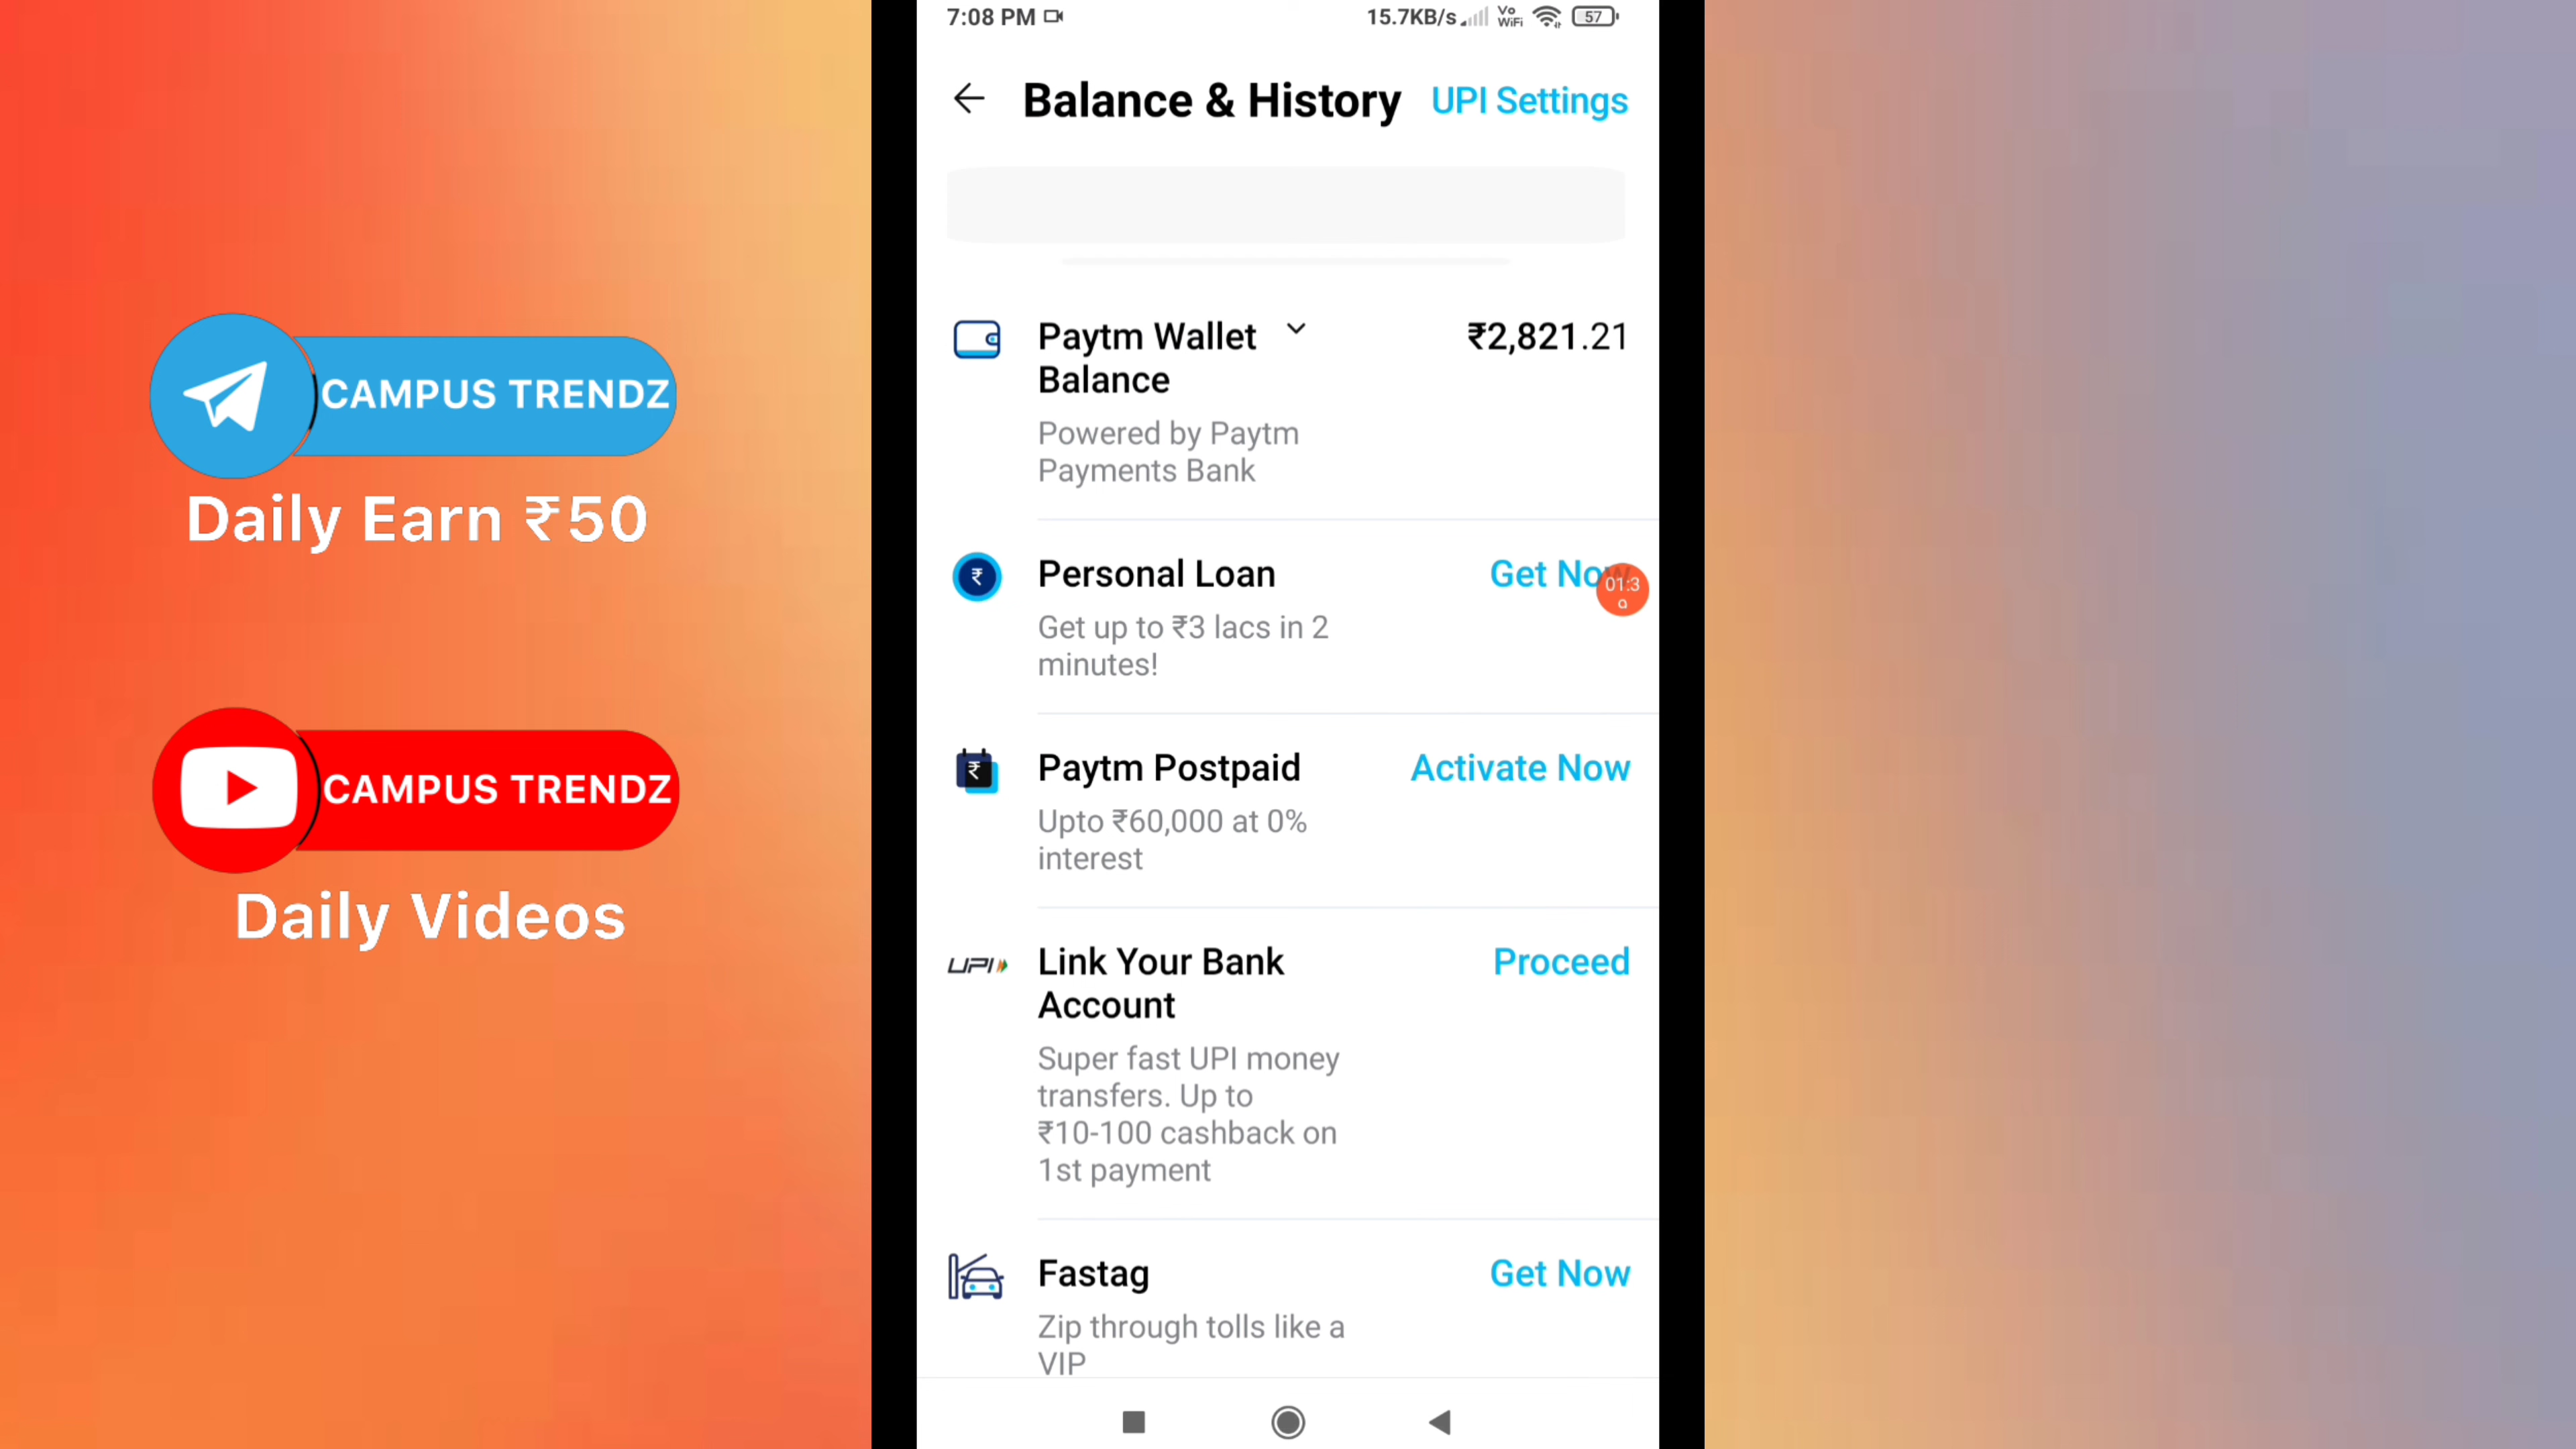 7:08 PM
15.7KB/s Vo WiFi 57
Balance & History UPI Settings
CAMPUS TRENDZ
Daily Earn ₹50
CAMPUS TRENDZ
Daily Videos
Paytm Wallet ₹2,821.21
Balance
Powered by Paytm
Payments Bank
Personal Loan Get Now
01:3
Get up to ₹3 lacs in 2
minutes!
₹
Paytm Postpaid Activate Now
₹
Upto ₹60,000 at 0%
interest
UPI Link Your Bank Proceed
Account
Super fast UPI money
transfers. Up to
₹10-100 cashback on
1st payment
Fastag Get Now
Zip through tolls like a
VIP